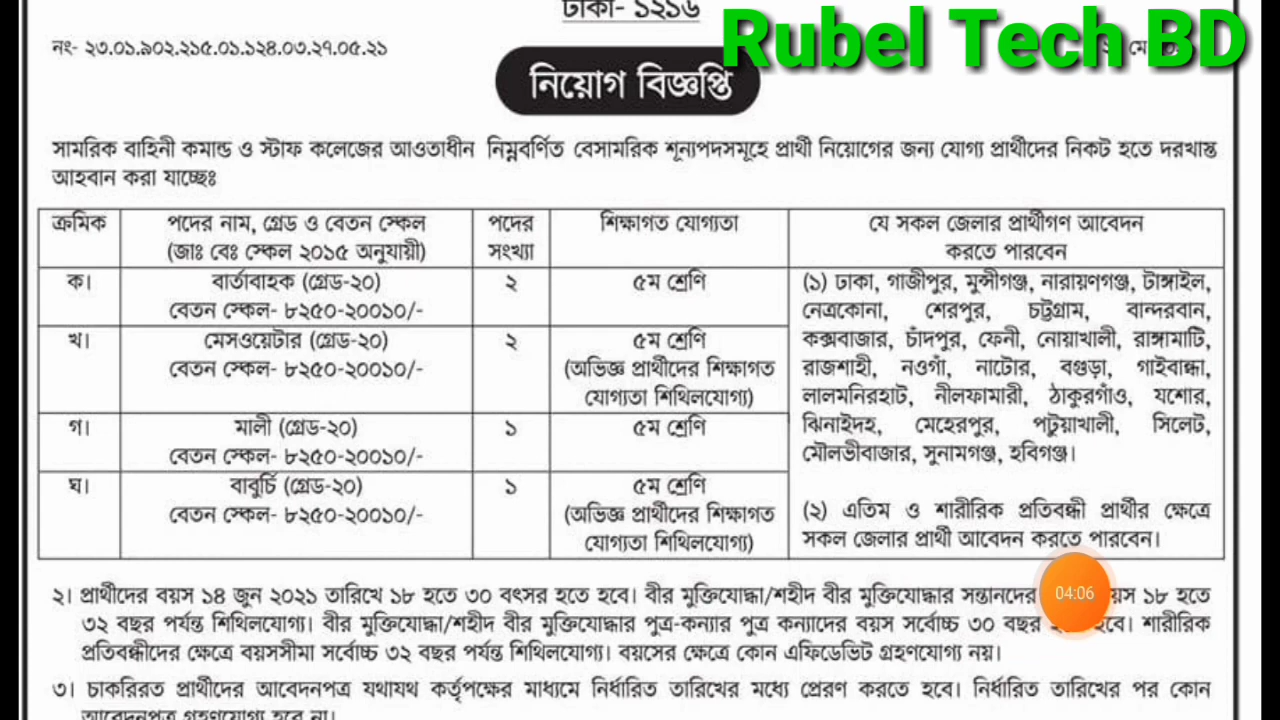 ঢাকা- ১২১৬
Rubel Tech BD
নং- ২৩.০১.৯০২.২১৫.০১.১২৪.০৩.২৭.০৫.২১
নিয়োগ বিজ্ঞপ্তি
সামরিক বাহিনী কমান্ড ও স্টাফ কলেজের আওতাধীন নিম্নবর্ণিত বেসামরিক শূন্যপদসমূহে প্রার্থী নিয়োগের জন্য যোগ্য প্রার্থীদের নিকট হতে দরখাস্ত
আহবান করা যাচ্ছেঃ
ক্রমিক পদের নাম, গ্রেড ও বেতন স্কেল পদের শিক্ষাগত যোগ্যতা যে সকল জেলার প্রার্থীগণ আবেদন
(জাঃ বেঃ স্কেল ২০১৫ অনুযায়ী) সংখ্যা করতে পারবেন
ক। বার্তাবাহক (গ্রেড-২০) ২ ৫ম শ্রেণি (১) ঢাকা, গাজীপুর, মুন্সীগঞ্জ, নারায়ণগঞ্জ, টাঙ্গাইল,
বেতন স্কেল- ৮২৫০-২০০১০/- নেত্রকোনা, শেরপুর, চট্টগ্রাম, বান্দরবান,
খ। মেসওয়েটার (গ্রেড-২০) ২ ৫ম শ্রেণি কক্সবাজার, চাঁদপুর, ফেনী, নোয়াখালী, রাঙ্গামাটি,
বেতন স্কেল- ৮২৫০-২০০১০/- (অভিজ্ঞ প্রার্থীদের শিক্ষাগত রাজশাহী, নওগাঁ, নাটোর, বগুড়া, গাইবান্ধা,
যোগ্যতা শিথিলযোগ্য) লালমনিরহাট, নীলফামারী, ঠাকুরগাঁও, যশোর,
গ। মালী (গ্রেড-২০) ১ ৫ম শ্রেণি ঝিনাইদহ, মেহেরপুর, পটুয়াখালী, সিলেট,
বেতন স্কেল- ৮২৫০-২০০১০/- মৌলভীবাজার, সুনামগঞ্জ, হবিগঞ্জ।
ঘ। বাবুর্চি (গ্রেড-২০) ১ ৫ম শ্রেণি
বেতন স্কেল- ৮২৫০-২০০১০/- (অভিজ্ঞ প্রার্থীদের শিক্ষাগত (২) এতিম ও শারীরিক প্রতিবন্ধী প্রার্থীর ক্ষেত্রে
যোগ্যতা শিথিলযোগ্য) সকল জেলার প্রার্থী আবেদন করতে পারবেন।
২। প্রার্থীদের বয়স ১৪ জুন ২০২১ তারিখে ১৮ হতে ৩০ বৎসর হতে হবে। বীর মুক্তিযোদ্ধা/শহীদ বীর মুক্তিযোদ্ধার সন্তানদের ১৮ হতে
04:06
৩২ বছর পর্যন্ত শিথিলযোগ্য। বীর মুক্তিযোদ্ধা/শহীদ বীর মুক্তিযোদ্ধার পুত্র-কন্যার পুত্র কন্যাদের বয়স সর্বোচ্চ ৩০ বছর হবে। শারীরিক
প্রতিবন্ধীদের ক্ষেত্রে বয়সসীমা সর্বোচ্চ ৩২ বছর পর্যন্ত শিথিলযোগ্য। বয়সের ক্ষেত্রে কোন এফিডেভিট গ্রহণযোগ্য নয়।
৩। চাকরিরত প্রার্থীদের আবেদনপত্র যথাযথ কর্তৃপক্ষের মাধ্যমে নির্ধারিত তারিখের মধ্যে প্রেরণ করতে হবে। নির্ধারিত তারিখের পর কোন
আবেদনপত্র গ্রহণযোগ্য হবে না।